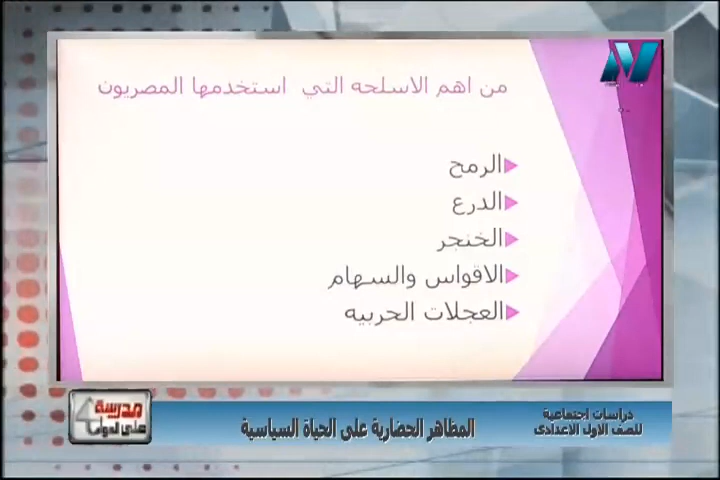 من اهم الاسلحه التي استخدمها المصريون
الرمح
الدرع
الخنجر
الاقواس والسهام
العجلات الحربيه
دراسات اجتماعية
للصف الاول الاعدادى
المظاهر الحضارية على الحياة السياسية
مدرسة
على الهواء